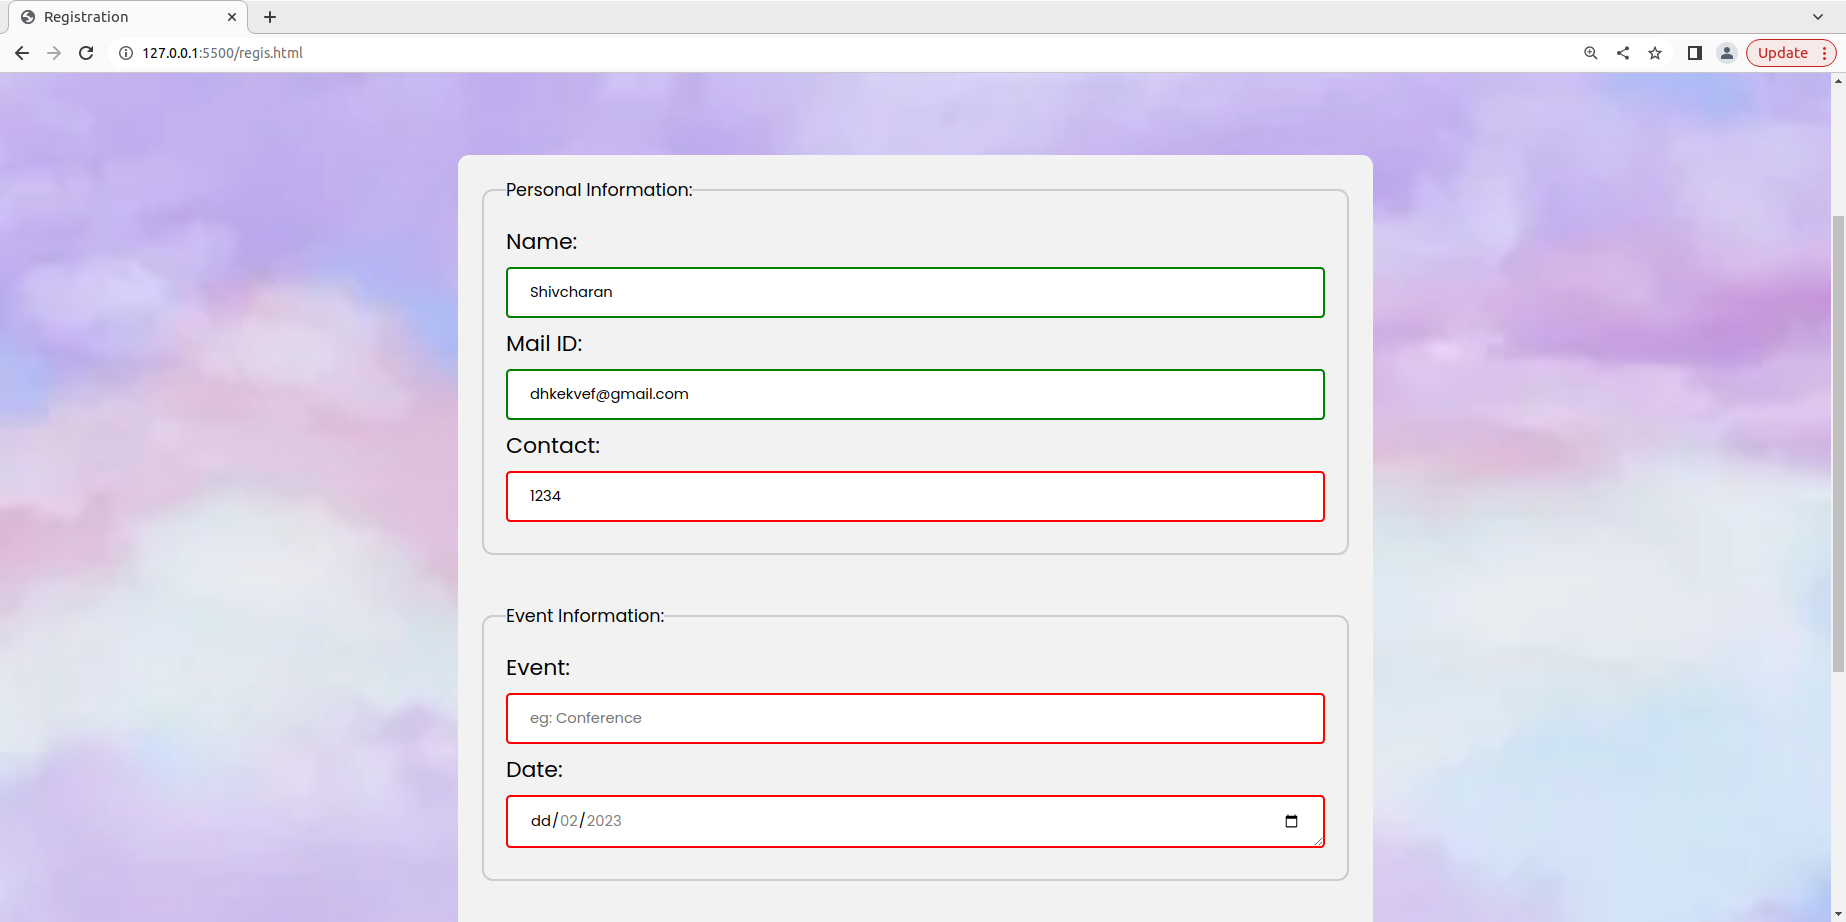 Registration
127.0.0.1:5500/regis.html
Update
Personal Information:
Name:
Shivcharan
Mail ID:
dhkekvef@gmail.com
Contact:
1234
Event Information:
Event:
eg: Conference
Date:
dd/02/2023